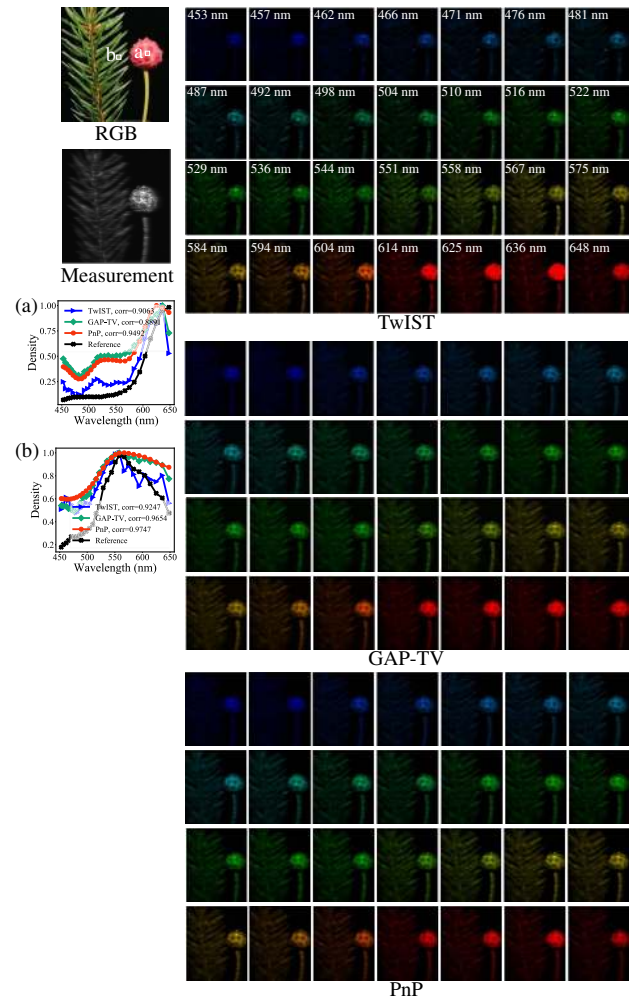 b
a
RGB
Measurement
453 nm 457 nm 462 nm 466 nm 471 nm 476 nm 481 nm
487 nm 492 nm 498 nm 504 nm 510 nm 516 nm 522 nm
529 nm 536 nm 544 nm 551 nm 558 nm 567 nm 575 nm
584 nm 594 nm 604 nm 614 nm 625 nm 636 nm 648 nm
TwIST
(a)
1.00
0.75
0.50
0.25
Density
TwIST, corr=0.9063
GAP-TV, corr=0.8891
PnP, corr=0.9492
Reference
450 500 550 600 650
Wavelength (nm)
(b)
1.0
0.8
0.6
0.4
0.2
Density
TwIST, corr=0.9247
GAP-TV, corr=0.9654
PnP, corr=0.9747
Reference
450 500 550 600 650
Wavelength (nm)
GAP-TV
PnP